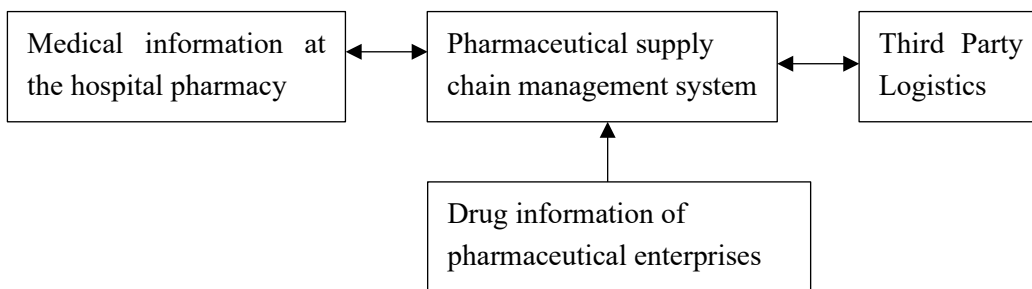 Medical information at
the hospital pharmacy
Pharmaceutical supply
chain management system
Third Party
Logistics
Drug information of
pharmaceutical enterprises